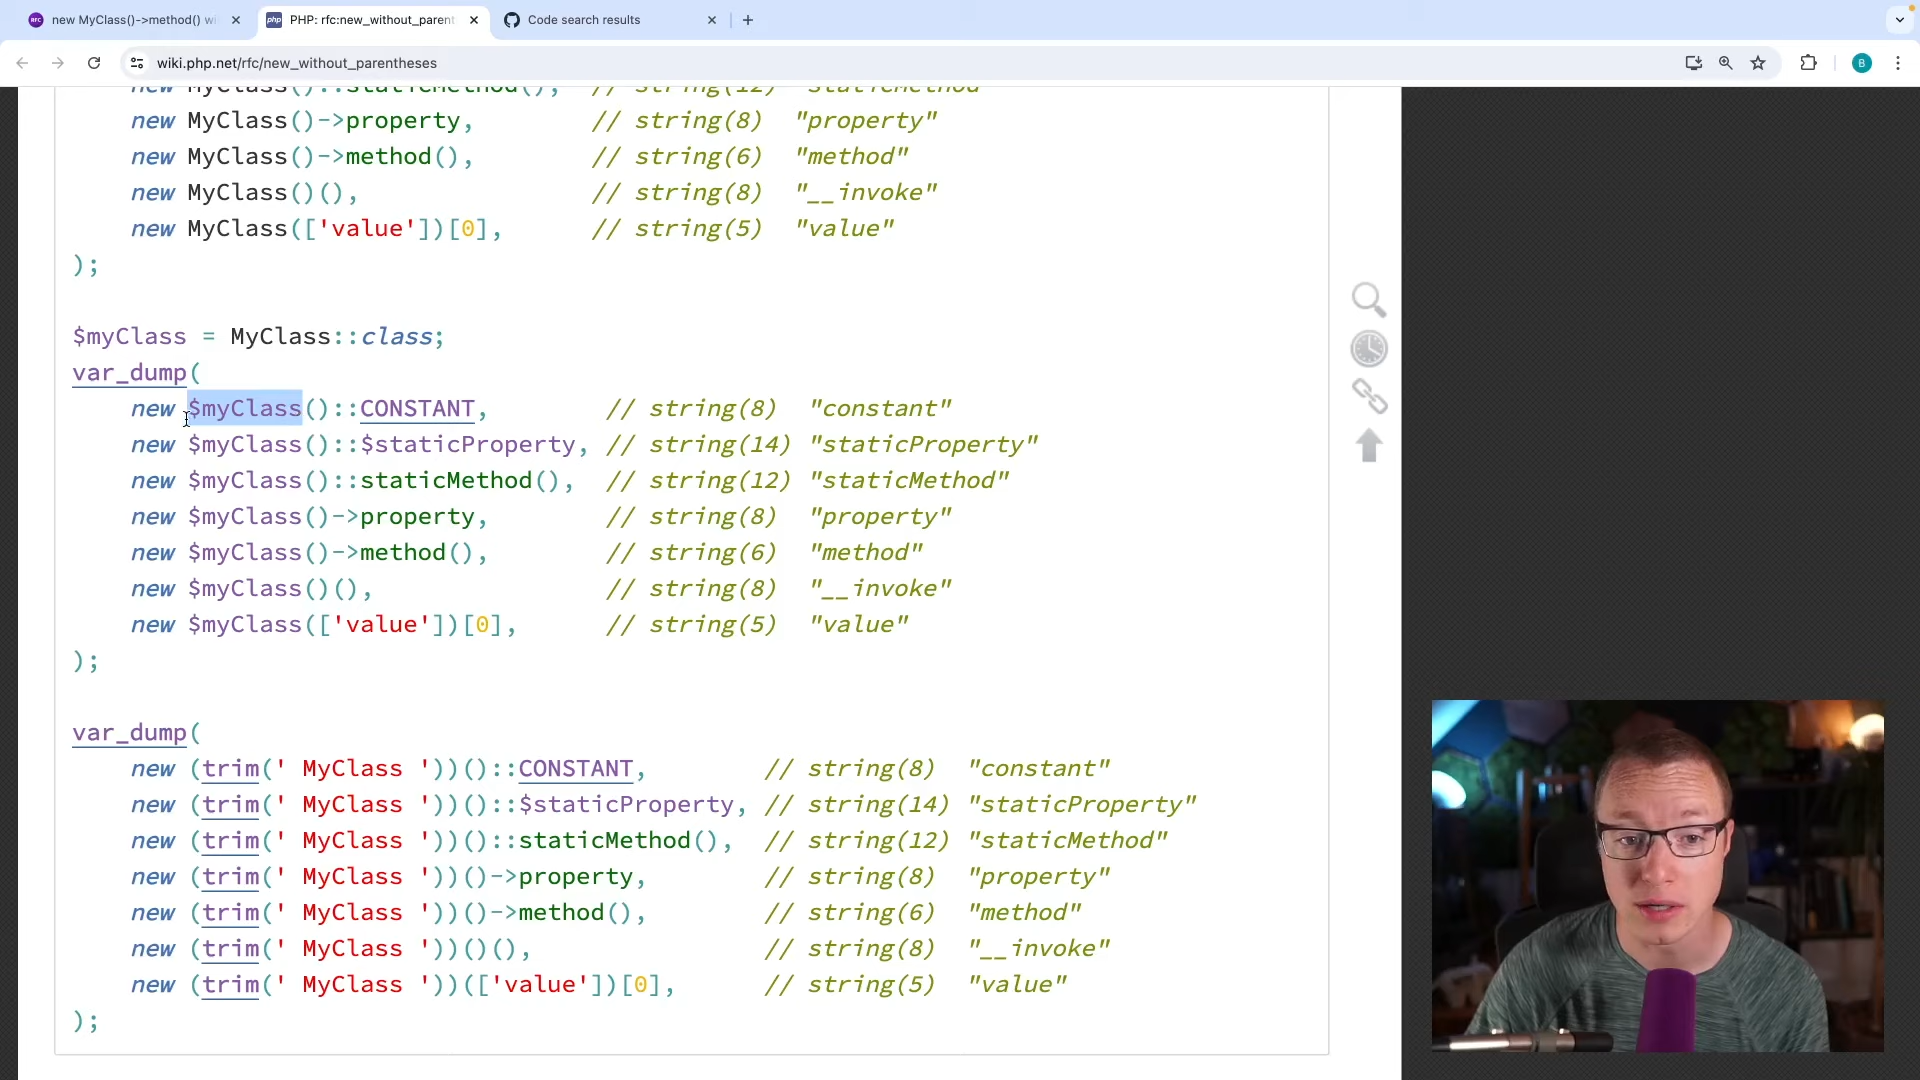 new MyClass()->method() wi
PHP: rfc:new_without_parent
Code search results
wiki.php.net/rfc/new_without_parentheses
B
new MyClass()::staticMethod(), // string(12) "staticMethod"
new MyClass()->property, // string(8) "property"
new MyClass()->method(), // string(6) "method"
new MyClass()(), // string(8) "__invoke"
new MyClass(['value'])[0], // string(5) "value"
);
$myClass = MyClass::class;
var_dump(
new $myClass()::CONSTANT, // string(8) "constant"
new $myClass()::$staticProperty, // string(14) "staticProperty"
new $myClass()::staticMethod(), // string(12) "staticMethod"
new $myClass()->property, // string(8) "property"
new $myClass()->method(), // string(6) "method"
new $myClass()(), // string(8) "__invoke"
new $myClass(['value'])[0], // string(5) "value"
);
var_dump(
new (trim(' MyClass '))()::CONSTANT, // string(8) "constant"
new (trim(' MyClass '))()::$staticProperty, // string(14) "staticProperty"
new (trim(' MyClass '))()::staticMethod(), // string(12) "staticMethod"
new (trim(' MyClass '))()->property, // string(8) "property"
new (trim(' MyClass '))()->method(), // string(6) "method"
new (trim(' MyClass '))()(), // string(8) "__invoke"
new (trim(' MyClass '))(['value'])[0], // string(5) "value"
);